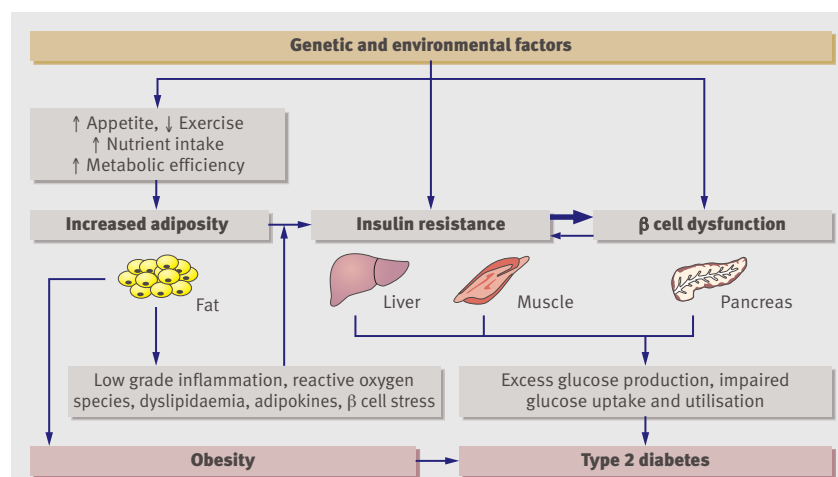 Genetic and environmental factors
↑ Appetite, ↓ Exercise
↑ Nutrient intake
↑ Metabolic efficiency
Increased adiposity
Insulin resistance
β cell dysfunction
Fat
Liver
Muscle
Pancreas
Low grade inflammation, reactive oxygen
species, dyslipidaemia, adipokines, β cell stress
Excess glucose production, impaired
glucose uptake and utilisation
Obesity
Type 2 diabetes